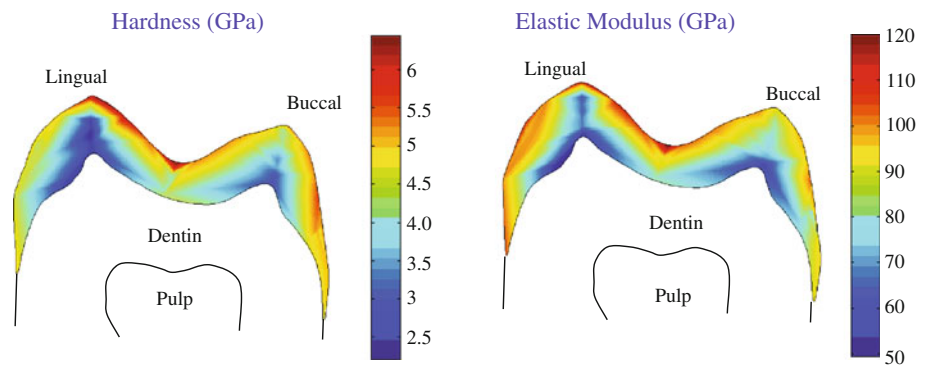 Hardness (GPa)
Lingual
Buccal
Dentin
Pulp
6
5.5
5
4.5
4.0
3.5
3
2.5
Elastic Modulus (GPa)
Lingual
Buccal
Dentin
Pulp
120
110
100
90
80
70
60
50